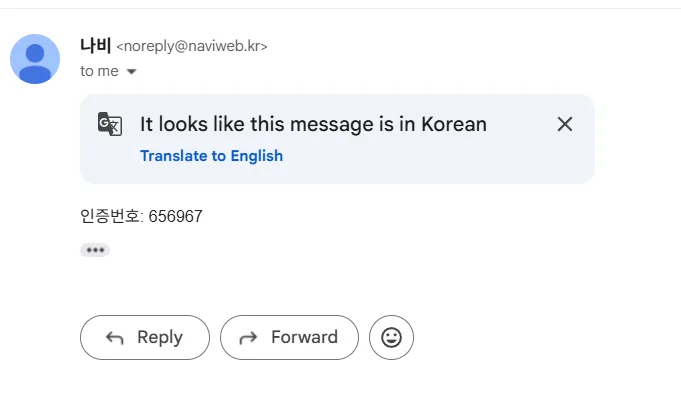 나비 <noreply@naviweb.kr>
to me
It looks like this message is in Korean
Translate to English
인증번호: 656967
Reply
Forward